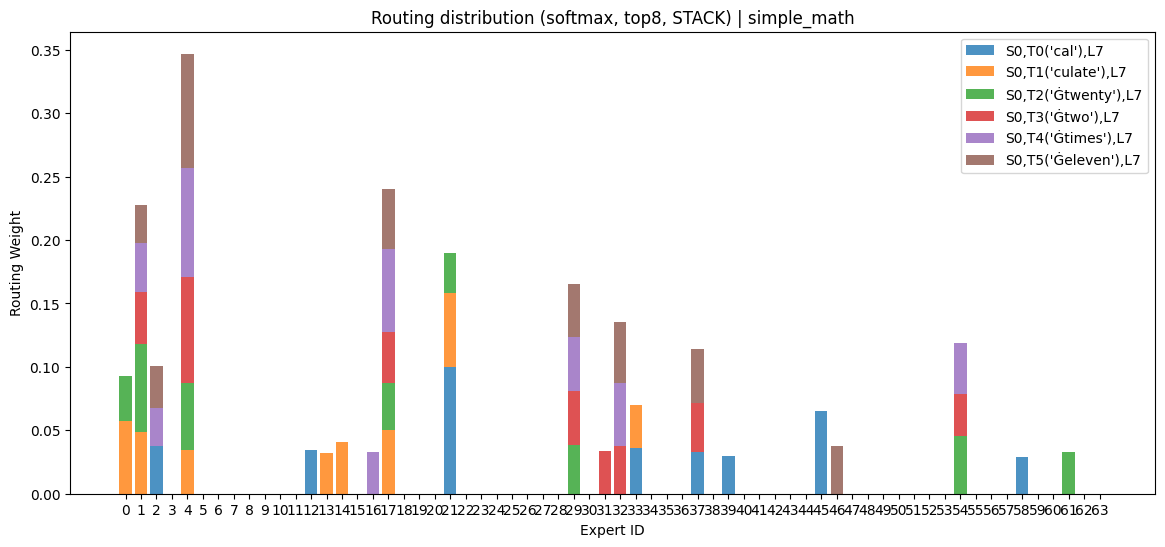 Routing distribution (softmax, top8, STACK) | simple_math
S0,T0('cal'),L7
S0,T1('culate'),L7
S0,T2('Ġtwenty'),L7
S0,T3('Ġtwo'),L7
S0,T4('Ġtimes'),L7
S0,T5('Ġeleven'),L7
Routing Weight
0.35
0.30
0.25
0.20
0.15
0.10
0.05
0.00
0 1 2 3 4 5 6 7 8 9 10 11 12 13 14 15 16 17 18 19 20 21 22 23 24 25 26 27 28 29 30 31 32 33 34 35 36 37 38 39 40 41 42 43 44 45 46 47 48 49 50 51 52 53 54 55 56 57 58 59 60 61 62 63
Expert ID